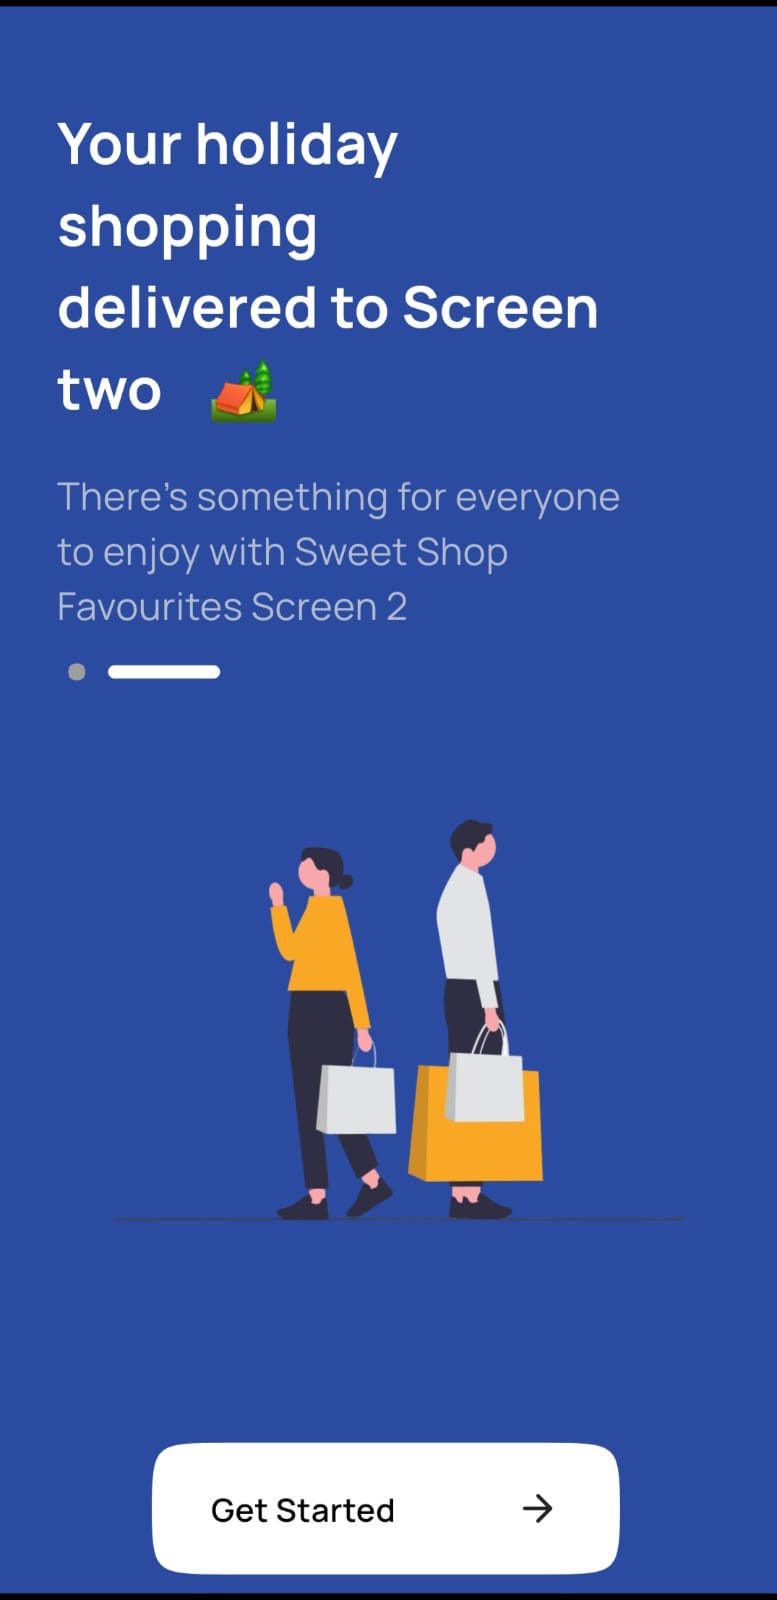 Your holiday
shopping
delivered to Screen
two 🏕️
There's something for everyone
to enjoy with Sweet Shop
Favourites Screen 2
Get Started →